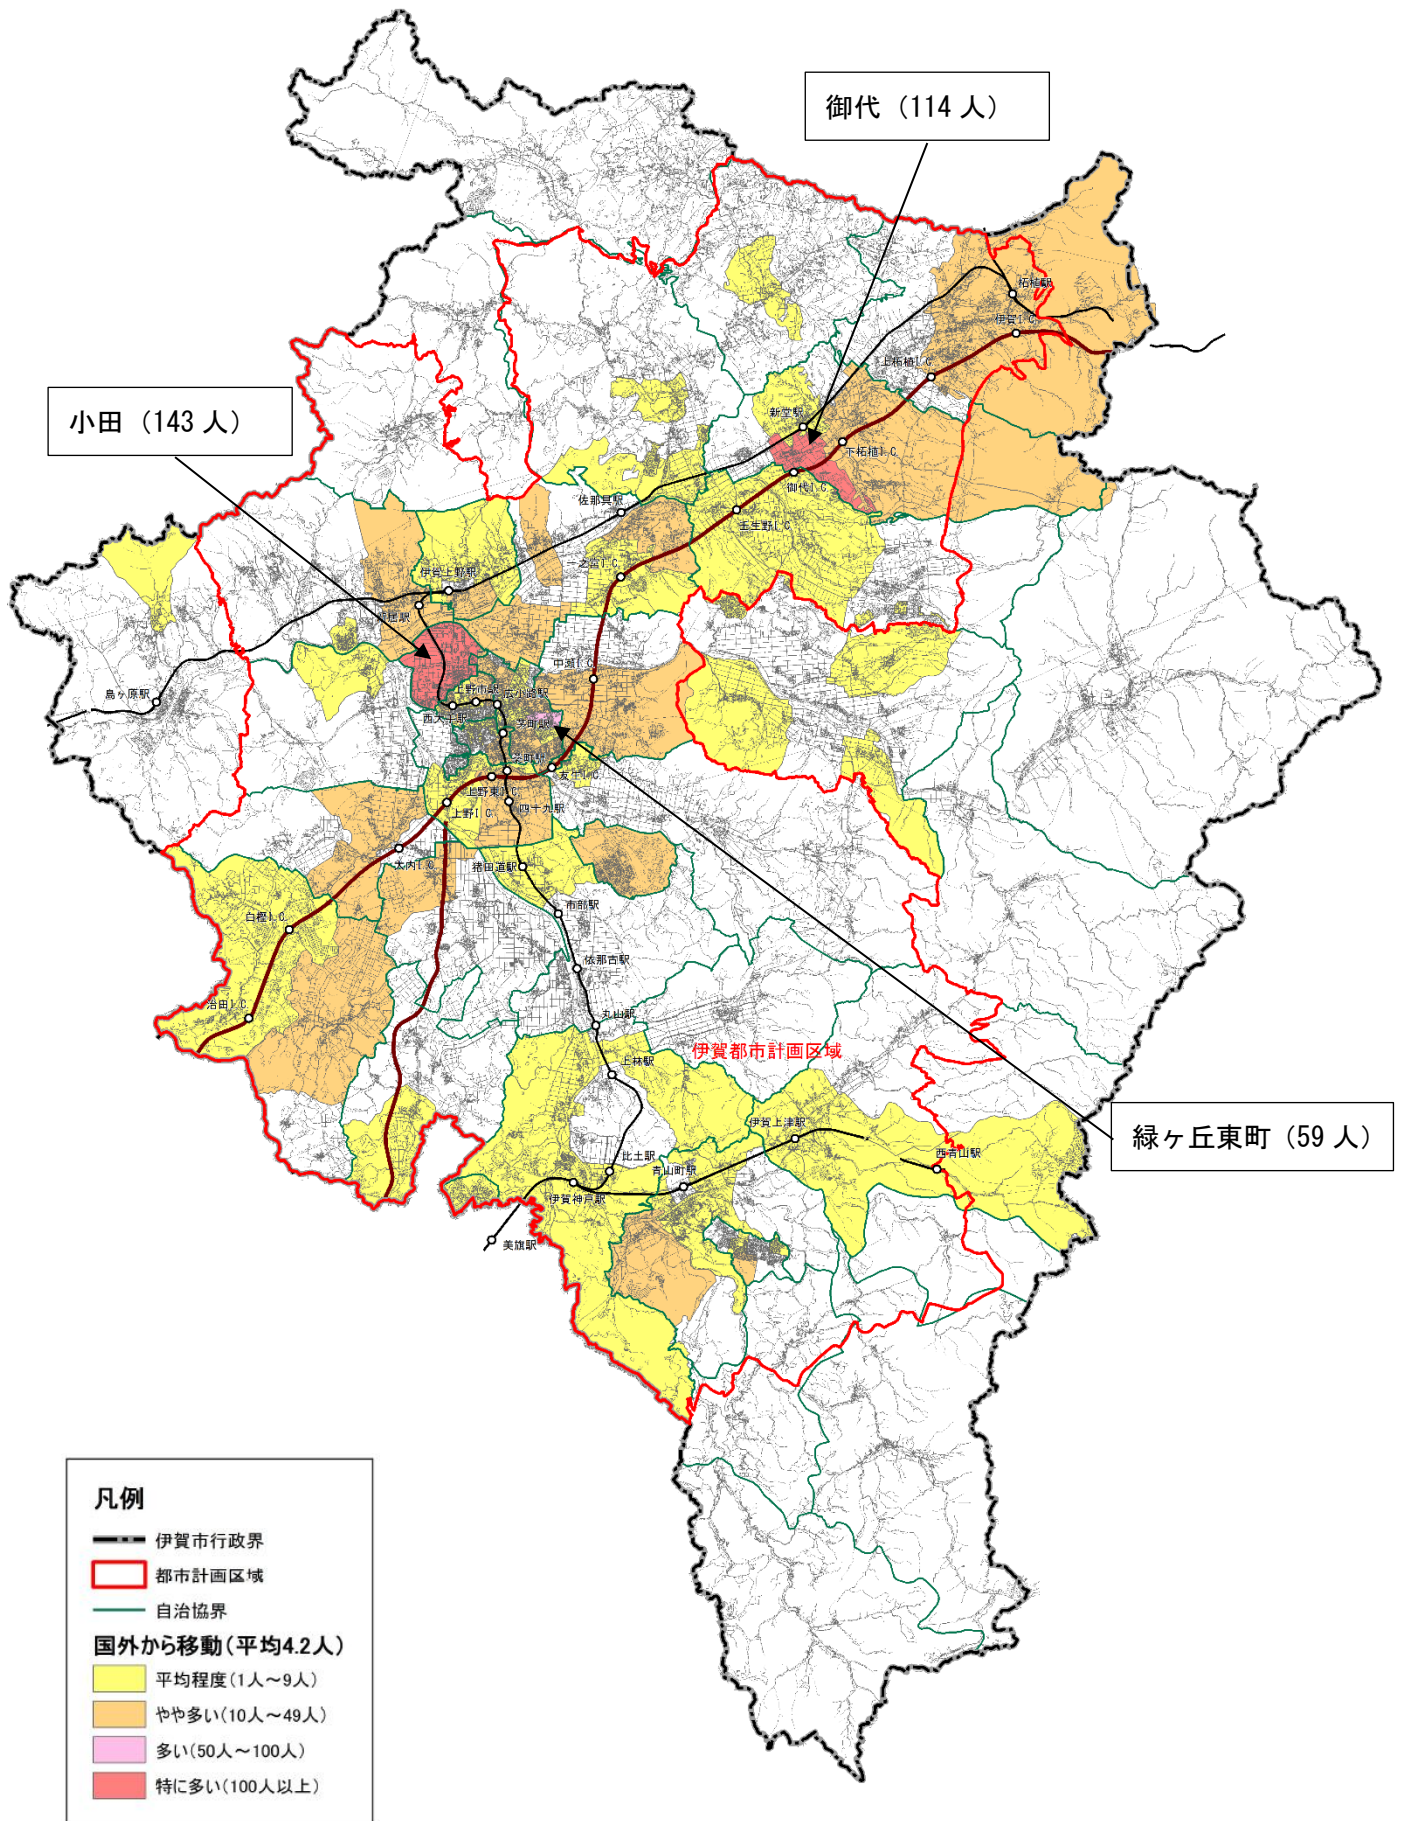 御代（114 人）
柘植駅
伊賀I.C
上柘植I.C
小田（143 人）
新堂駅
下柘植I.C
御代I.C
佐那具駅
壬生野I.C
一之宮I.C
伊賀上野駅
新居駅
中瀬I.C
島ヶ原駅
上野市駅
広小路駅
西大手駅
茅町駅
桑町駅
友生I.C
上野東I.C
上野I.C
四十九駅
大内I.C
猪田道駅
市部駅
白樫I.C
依那古駅
治田I.C
丸山駅
伊賀都市計画区域
上林駅
伊賀上津駅
緑ヶ丘東町（59 人）
比土駅
青山町駅
西青山駅
伊賀神戸駅
美旗駅
凡例
伊賀市行政界
都市計画区域
自治協界
国外から移動（平均4.2人）
平均程度（1人～9人）
やや多い（10人～49人）
多い（50人～100人）
特に多い（100人以上）